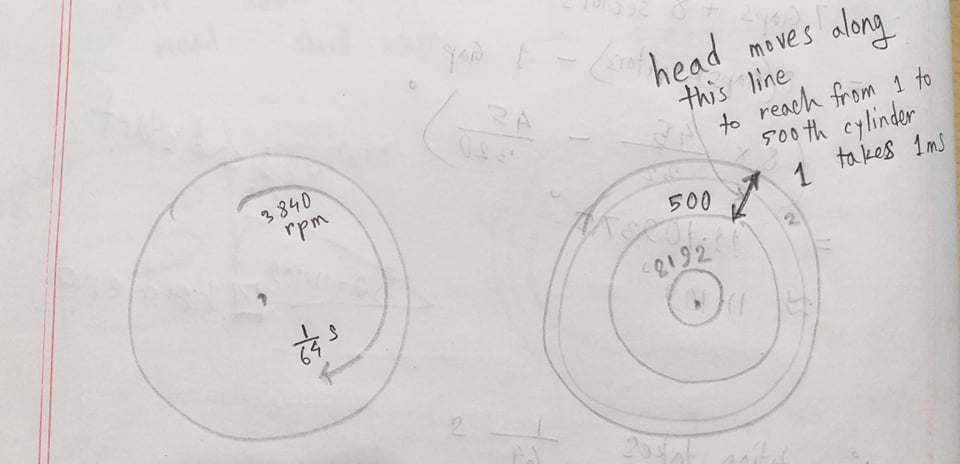 head moves along
this line
to reach from 1 to
500th cylinder
takes 1ms
3840
rpm
1/64 s
1
2
500
8192